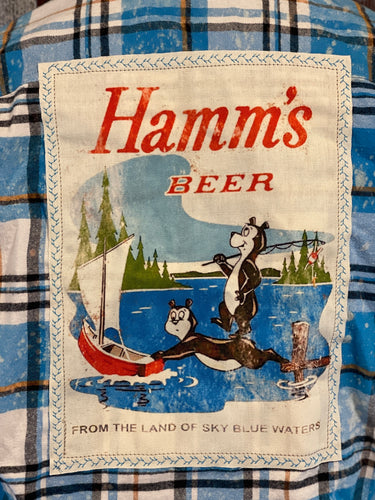 Hamm's
BEER
FROM THE LAND OF SKY BLUE WATERS